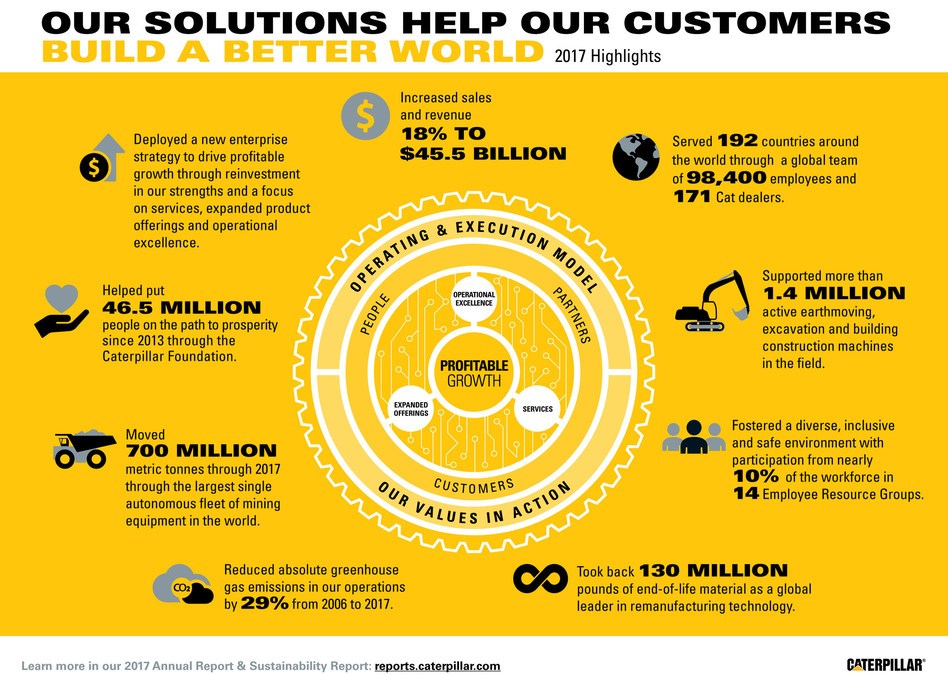 OUR SOLUTIONS HELP OUR CUSTOMERS
BUILD A BETTER WORLD 2017 Highlights
Increased sales
and revenue
18% TO
$45.5 BILLION
$
Deployed a new enterprise
strategy to drive profitable
growth through reinvestment
in our strengths and a focus
on services, expanded product
offerings and operational
excellence.
$
Served 192 countries around
the world through a global team
of 98,400 employees and
171 Cat dealers.
Helped put
46.5 MILLION
people on the path to prosperity
since 2013 through the
Caterpillar Foundation.
Supported more than
1.4 MILLION
active earthmoving,
excavation and building
construction machines
in the field.
OPERATING & EXECUTION MODEL
PEOPLE
PARTNERS
OPERATIONAL
EXCELLENCE
PROFITABLE
GROWTH
EXPANDED
OFFERINGS
SERVICES
CUSTOMERS
OUR VALUES IN ACTION
Moved
700 MILLION
metric tonnes through 2017
through the largest single
autonomous fleet of mining
equipment in the world.
Fostered a diverse, inclusive
and safe environment with
participation from nearly
10% of the workforce in
14 Employee Resource Groups.
CO2
Reduced absolute greenhouse
gas emissions in our operations
by 29% from 2006 to 2017.
Took back 130 MILLION
pounds of end-of-life material as a global
leader in remanufacturing technology.
Learn more in our 2017 Annual Report & Sustainability Report: reports.caterpillar.com
CATERPILLAR®